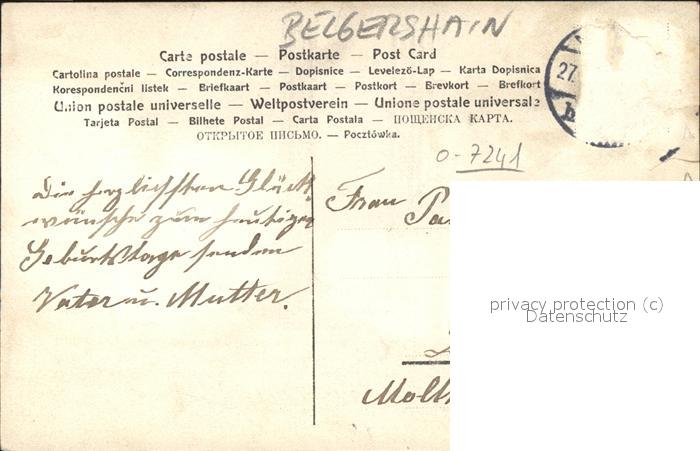 BELGERSHAIN
Carte postale — Postkarte — Post Card
Cartolina postale — Correspondenz-Karte — Dopisnice — Levelező-Lap — Karta Dopisnica
Korespondenční listek — Briefkaart — Postkaart — Postkort — Brevkort — Brefkort
Union postale universelle — Weltpostverein — Unione postale universale
Tarjeta Postal — Bilhete Postal — Carta Postala — ПОЩЕНСКА КАРТА.
ОТКРЫТОЕ ПИСЬМО. — Pocztówka.
27.
b
0-7241
Die herzlichsten Glück
wünsche zum heutigen
Geburtstage senden
Vater u. Mutter.
Frau
privacy protection (c)
Datenschutz